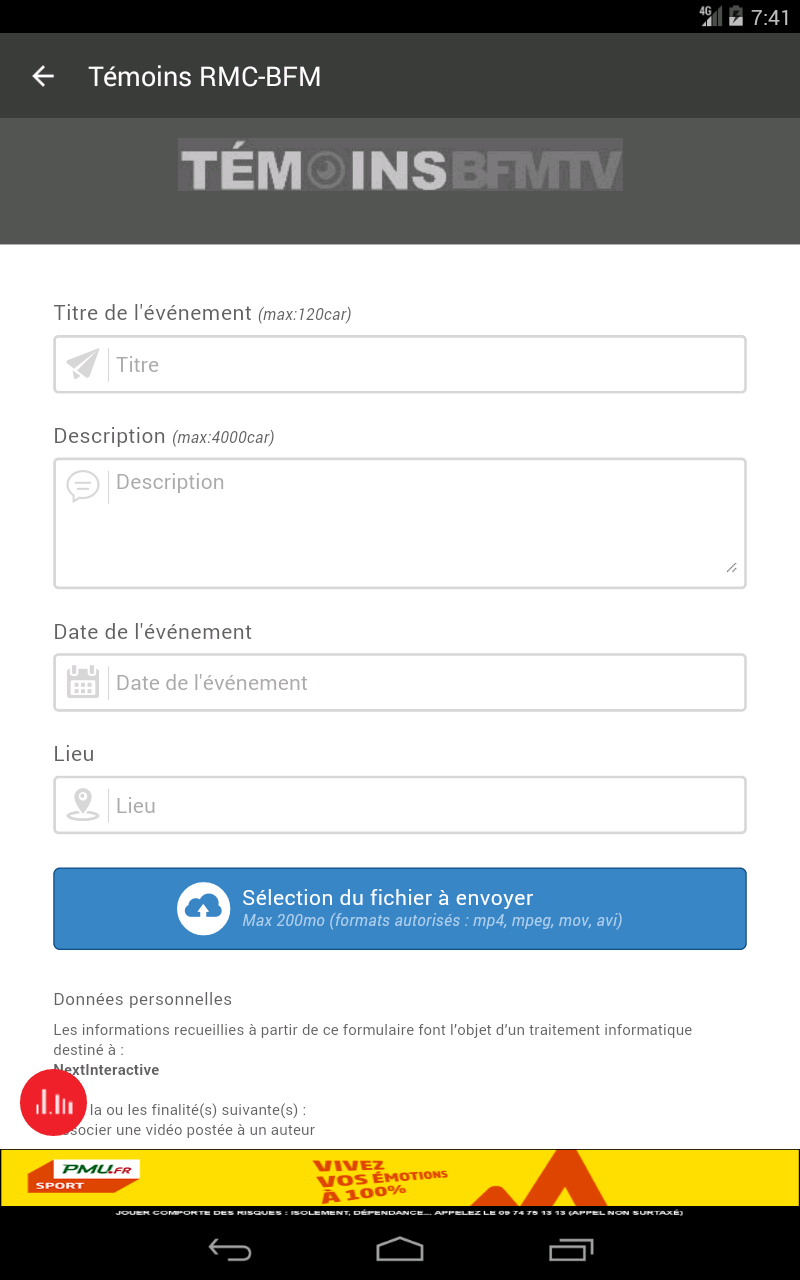 4G 7:41
Témoins RMC-BFM
TÉMOINS BFMTV
Titre de l'événement (max:120car)
Titre
Description (max:4000car)
Description
Date de l'événement
Date de l'événement
Lieu
Lieu
Sélection du fichier à envoyer
Max 200mo (formats autorisés : mp4, mpeg, mov, avi)
Données personnelles
Les informations recueillies à partir de ce formulaire font l’objet d’un traitement informatique
destiné à :
NextInteractive
la ou les finalité(s) suivante(s) :
associer une vidéo postée à un auteur
PMU.FR
SPORT
VIVEZ
VOS ÉMOTIONS
À 100%
JOUER COMPORTE DES RISQUES : ISOLEMENT, DÉPENDANCE... APPELEZ LE 09 74 75 13 13 (APPEL NON SURTAXÉ)